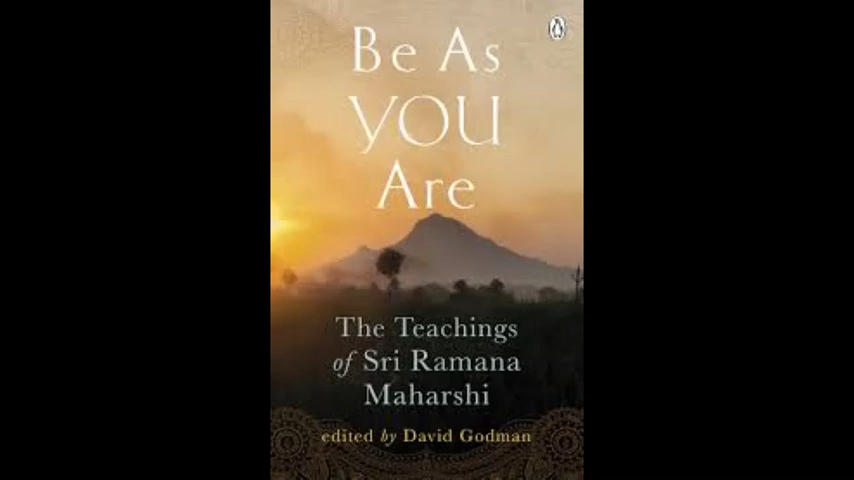 Be As
YOU
Are
The Teachings
of Sri Ramana
Maharshi
edited by David Godman